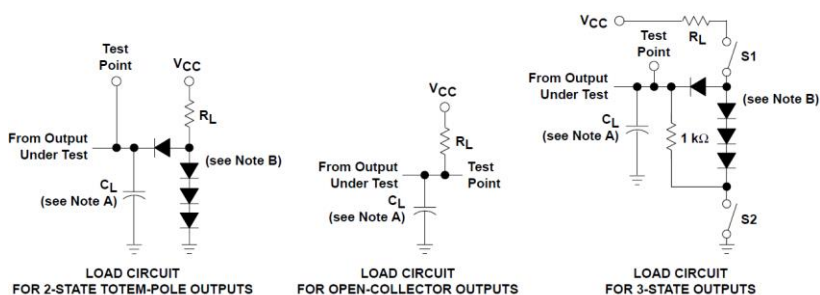 Test
Point
VCC
RL
From Output
Under Test
(see Note B)
CL
(see Note A)
LOAD CIRCUIT
FOR 2-STATE TOTEM-POLE OUTPUTS
VCC
RL
From Output
Under Test
Test
Point
CL
(see Note A)
LOAD CIRCUIT
FOR OPEN-COLLECTOR OUTPUTS
VCC
RL
S1
Test
Point
From Output
Under Test
(see Note B)
CL
(see Note A)
1 kΩ
S2
LOAD CIRCUIT
FOR 3-STATE OUTPUTS